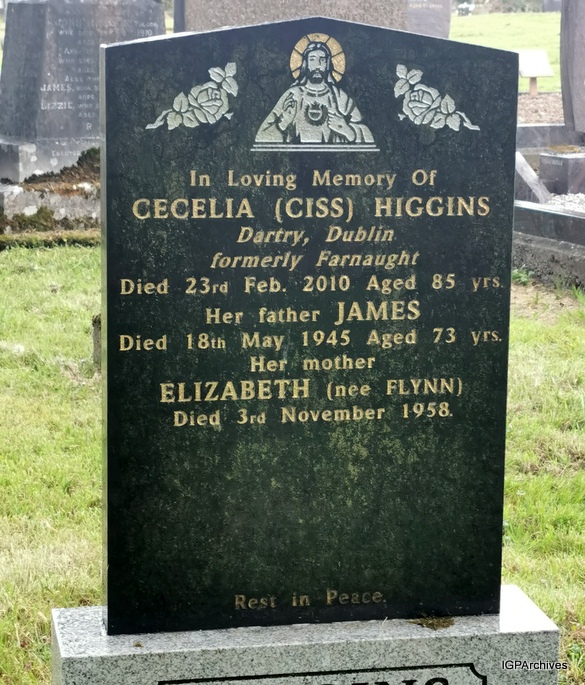 In Loving Memory Of
CECELIA (CISS) HIGGINS
Dartry, Dublin
formerly Farnaught
Died 23rd Feb. 2010 Aged 85 yrs.
Her father JAMES
Died 18th May 1945 Aged 73 yrs.
Her mother
ELIZABETH (nee FLYNN)
Died 3rd November 1958.
Rest in Peace.
JAMES,
LIZZIE,
IGPArchives